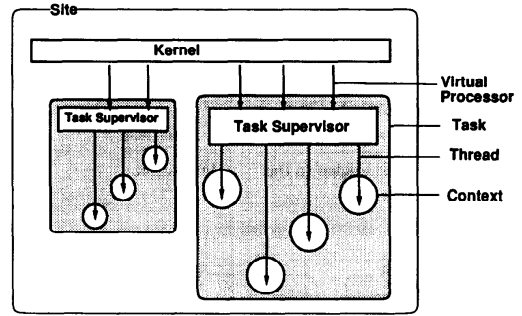 Site
Kernel
Virtual
Processor
Task Supervisor
Task Supervisor
Task
Thread
Context